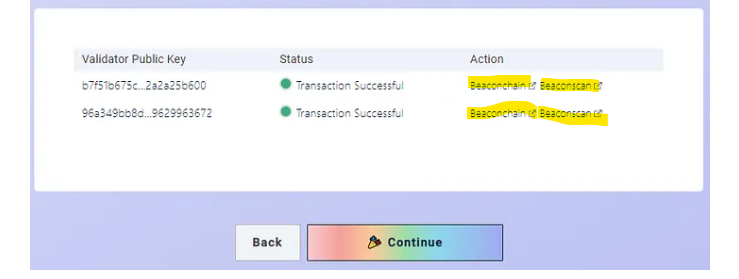 Validator Public Key Status Action
b7f51b675c...2a2a25b600 Transaction Successful Beaconchain Beaconscan
96a349bb8d...9629963672 Transaction Successful Beaconchain Beaconscan
Back Continue